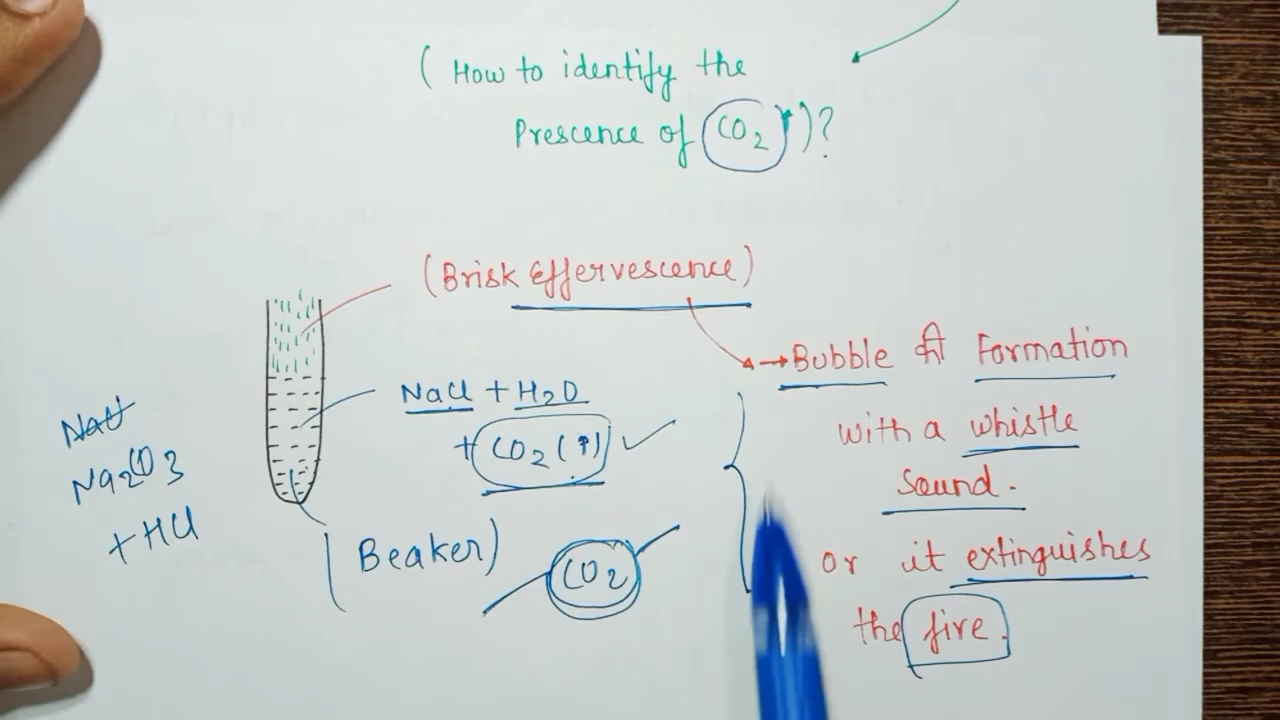 (How to identify the
Prescence of CO2↑)?
(Brisk Effervescence)
→Bubble की Formation
with a whistle
Sound.
or it extinguishes
the fire.
NaCl + H2O
+ CO2(↑)
(Beaker)
CO2
Na2CO3
+ HCl